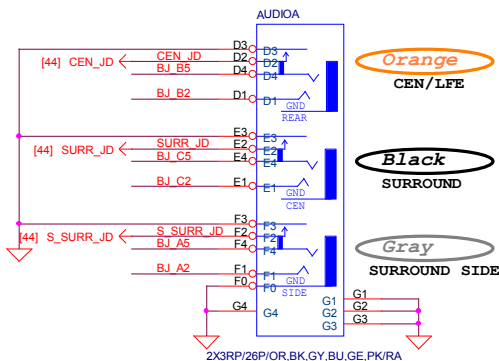 AUDIOA
D3 D3
[44] CEN_JD CEN_JD D2 D2
BJ_B5 D4 D4
BJ_B2 D1 D1
GND
REAR
Orange
CEN/LFE
E3 E3
[44] SURR_JD SURR_JD E2 E2
BJ_C5 E4 E4
BJ_C2 E1 E1
GND
CEN
Black
SURROUND
F3 F3
[44] S_SURR_JD S_SURR_JD F2 F2
BJ_A5 F4 F4
BJ_A2 F1 F1
GND
F0 F0
SIDE
Gray
SURROUND SIDE
G4 G4
G1 G1
G2 G2
G3 G3
2X3RP/26P/OR,BK,GY,BU,GE,PK/RA